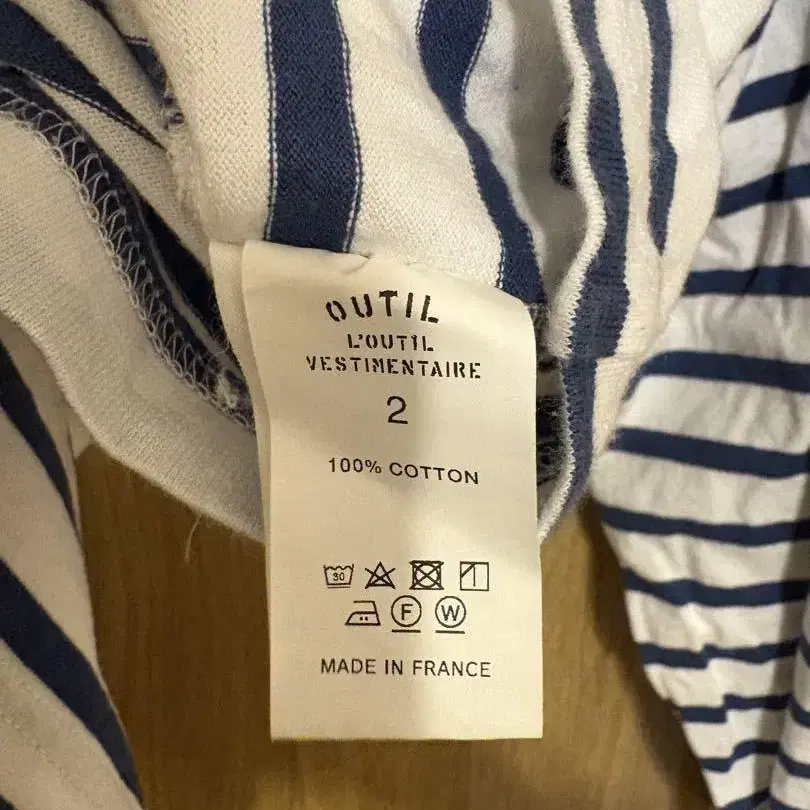 OUTIL
L'OUTIL
VESTIMENTAIRE
2
100% COTTON
30
F W
MADE IN FRANCE